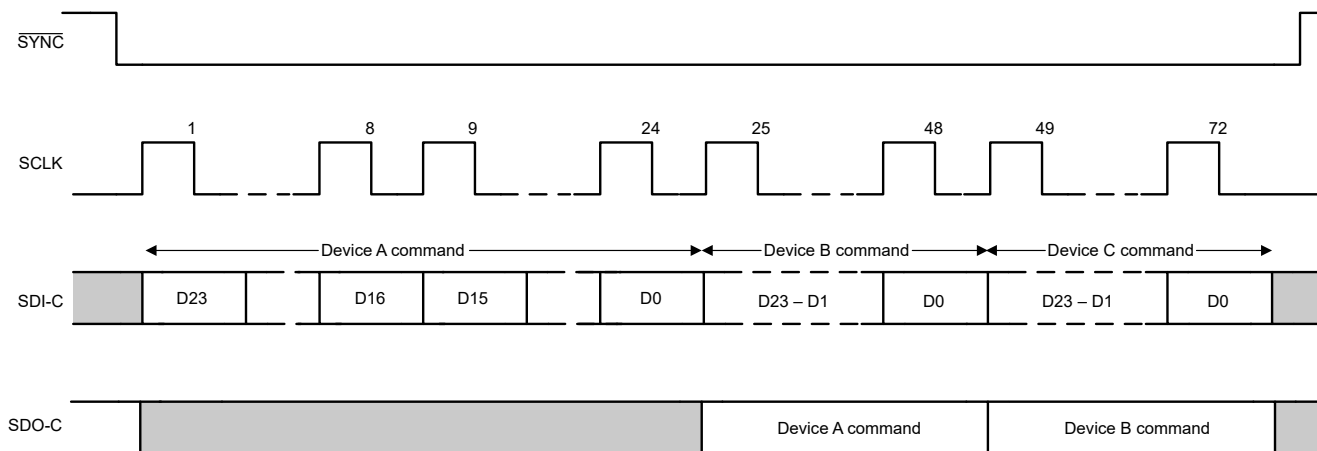 SYNC
1 8 9 24 25 48 49 72
SCLK
Device A command Device B command Device C command
SDI-C D23 D16 D15 D0 D23 – D1 D0 D23 – D1 D0
SDO-C Device A command Device B command